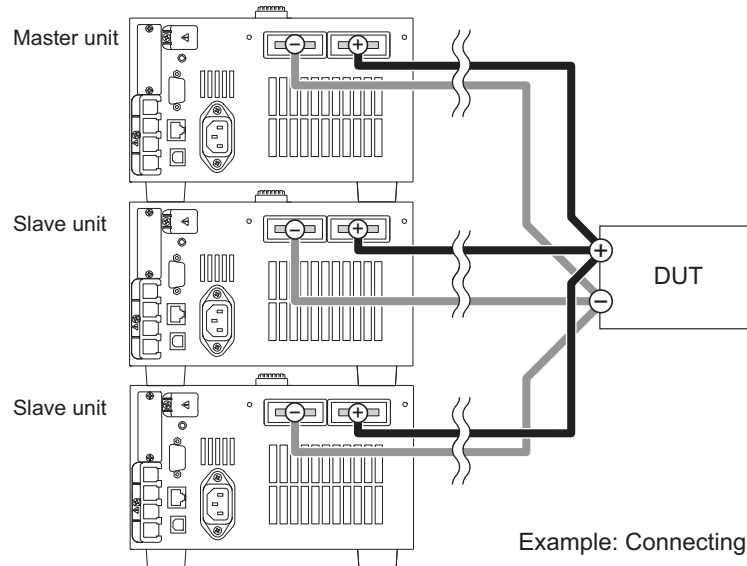 Master unit
Slave unit
Slave unit
− +
− +
− +
+
−
DUT
Example: Connecting